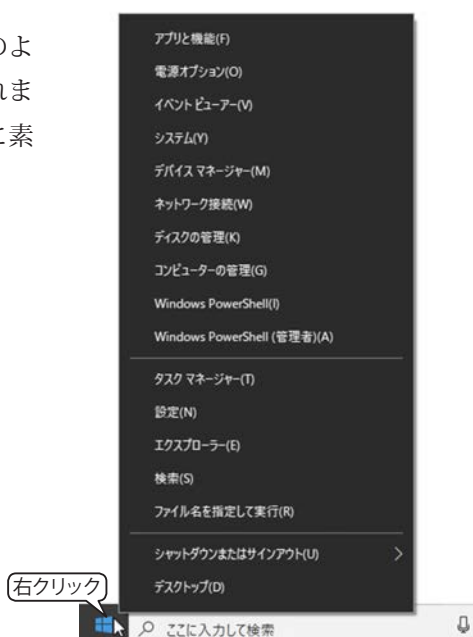 のよ
れま
に素
アプリと機能(F)
電源オプション(O)
イベント ビューアー(V)
システム(Y)
デバイス マネージャー(M)
ネットワーク接続(W)
ディスクの管理(K)
コンピューターの管理(G)
Windows PowerShell(I)
Windows PowerShell (管理者)(A)
タスク マネージャー(T)
設定(N)
エクスプローラー(E)
検索(S)
ファイル名を指定して実行(R)
シャットダウンまたはサインアウト(U)
デスクトップ(D)
右クリック
ここに入力して検索